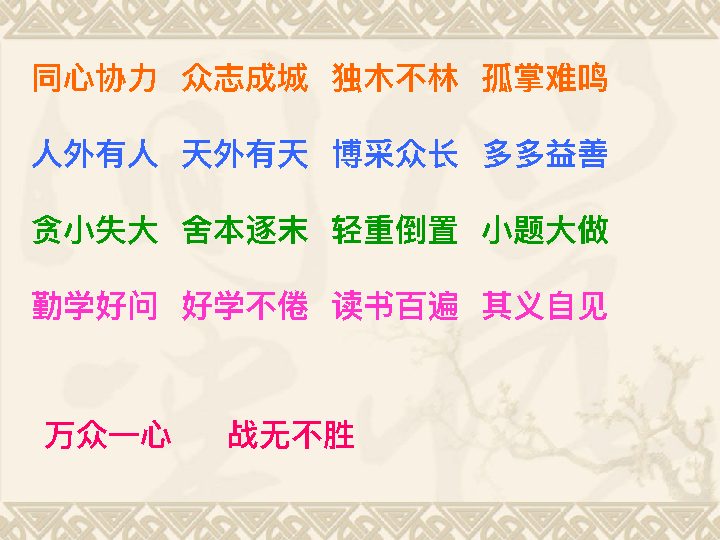 同心协力 众志成城 独木不林 孤掌难鸣
人外有人 天外有天 博采众长 多多益善
贪小失大 舍本逐末 轻重倒置 小题大做
勤学好问 好学不倦 读书百遍 其义自见
万众一心 战无不胜